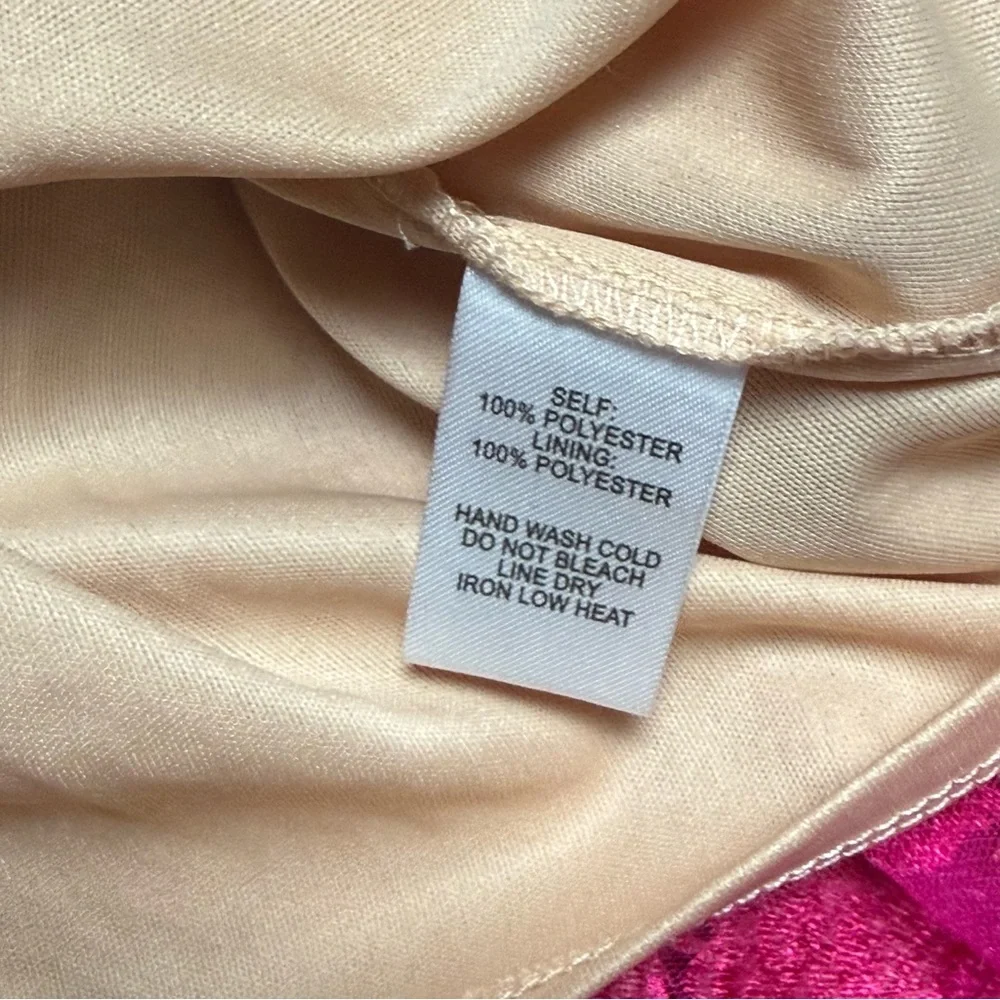 SELF:
100% POLYESTER
LINING:
100% POLYESTER
HAND WASH COLD
DO NOT BLEACH
LINE DRY
IRON LOW HEAT